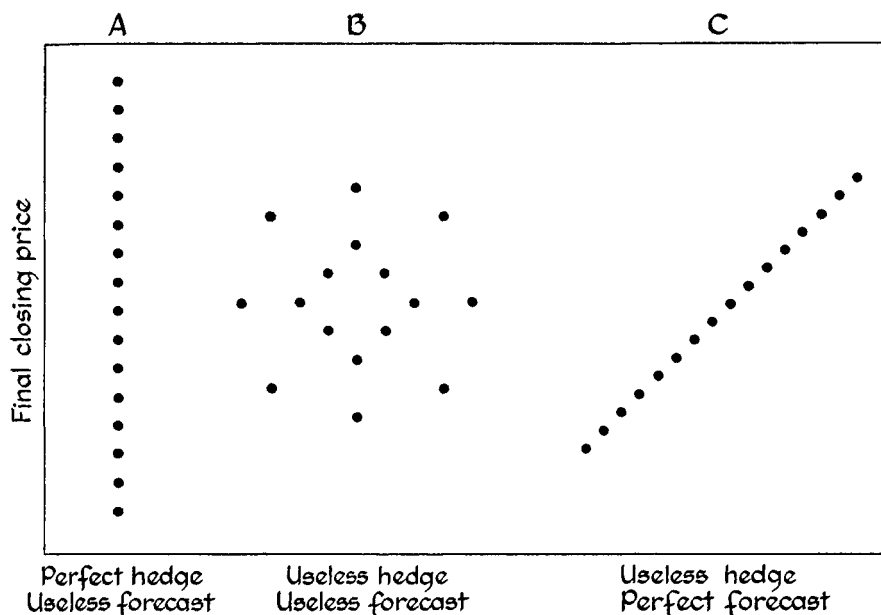 A B C
Final closing price
Perfect hedge Useless hedge Useless hedge
Useless forecast Useless forecast Perfect forecast